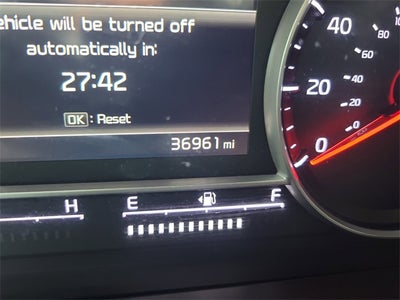 ehicle will be turned off
automatically in:
27:42
OK : Reset
36961 mi
40
20
0
80
60
40
20
0
H E F